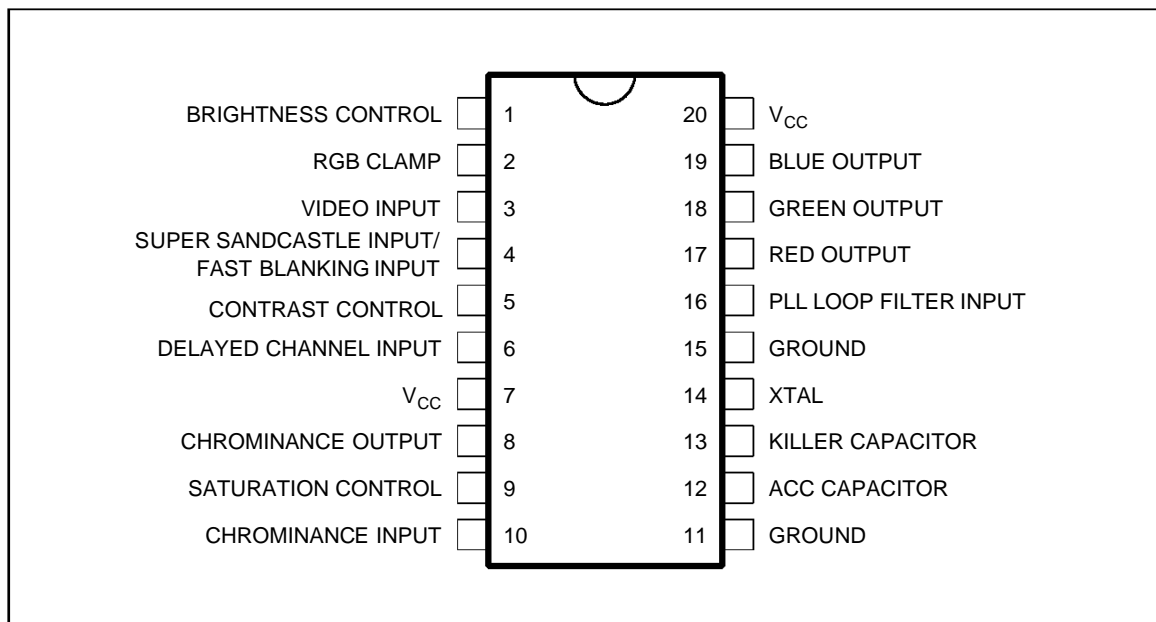 BRIGHTNESS CONTROL 1 20 VCC
RGB CLAMP 2 19 BLUE OUTPUT
VIDEO INPUT 3 18 GREEN OUTPUT
SUPER SANDCASTLE INPUT/
FAST BLANKING INPUT 4 17 RED OUTPUT
CONTRAST CONTROL 5 16 PLL LOOP FILTER INPUT
DELAYED CHANNEL INPUT 6 15 GROUND
VCC 7 14 XTAL
CHROMINANCE OUTPUT 8 13 KILLER CAPACITOR
SATURATION CONTROL 9 12 ACC CAPACITOR
CHROMINANCE INPUT 10 11 GROUND